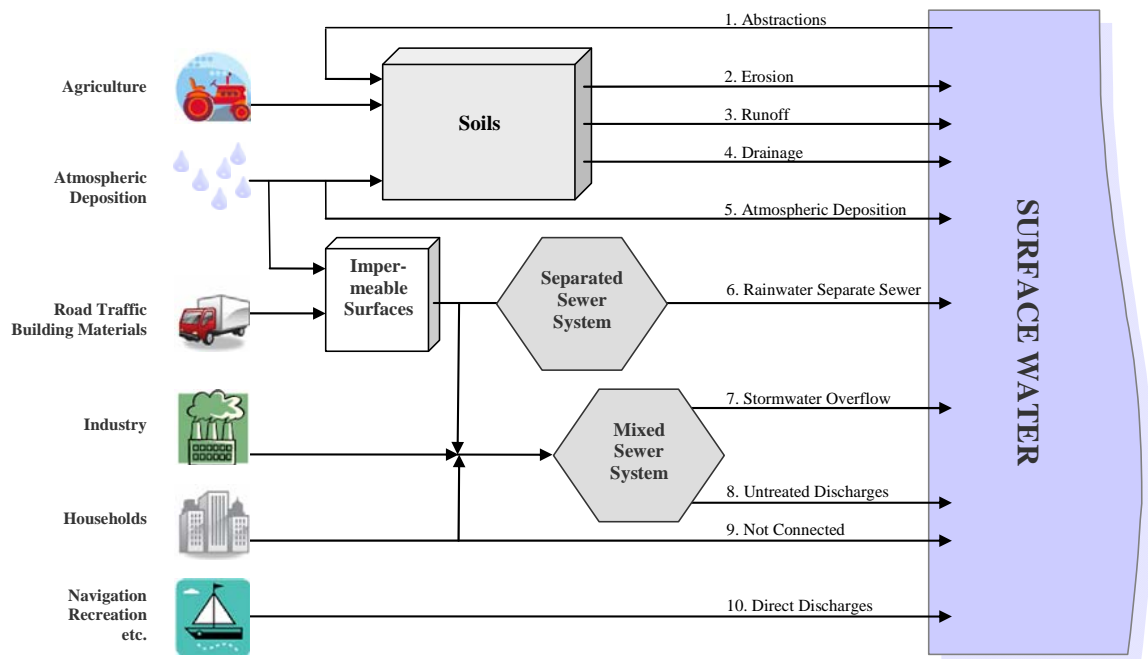 1. Abstractions
Agriculture
Soils
2. Erosion
3. Runoff
4. Drainage
Atmospheric
Deposition
5. Atmospheric Deposition
Imper-
meable
Surfaces
Separated
Sewer
System
6. Rainwater Separate Sewer
Road Traffic
Building Materials
7. Stormwater Overflow
Industry
Mixed
Sewer
System
8. Untreated Discharges
Households
9. Not Connected
Navigation
Recreation
etc.
10. Direct Discharges
SURFACE WATER